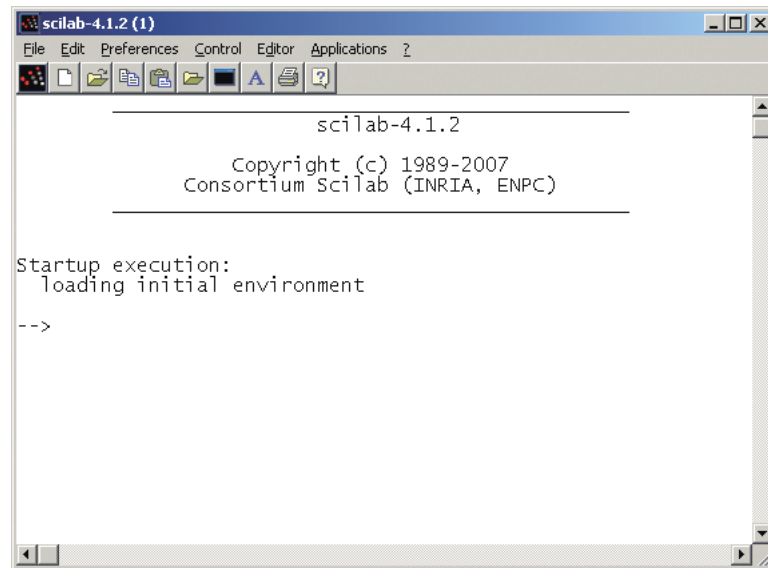 scilab-4.1.2 (1)
File Edit Preferences Control Editor Applications ?
A ?
scilab-4.1.2
Copyright (c) 1989-2007
Consortium Scilab (INRIA, ENPC)
Startup execution:
loading initial environment
-->